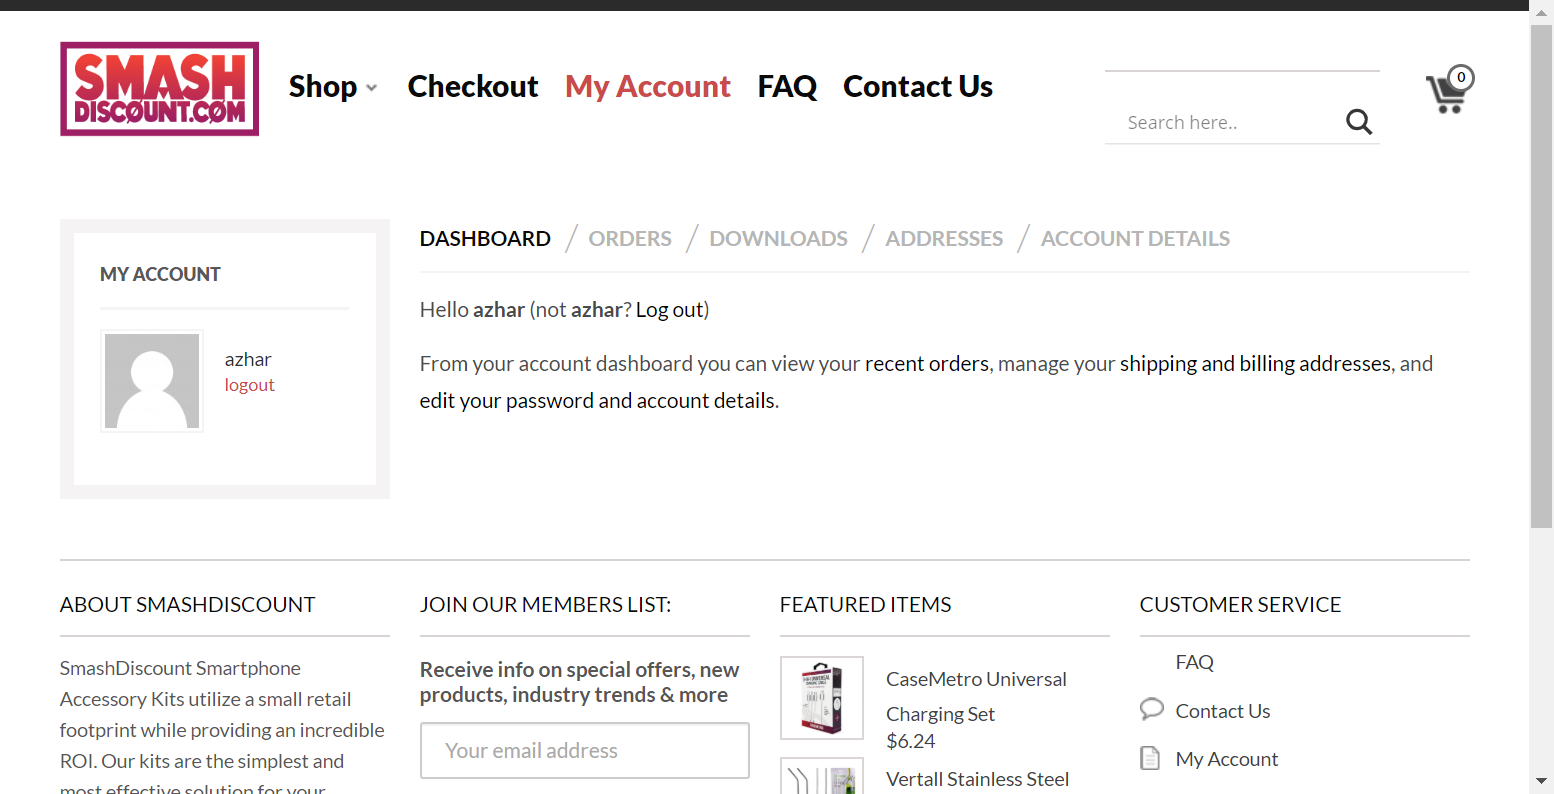 SMASH
DISCOUNT.COM
Shop
Checkout
My Account
FAQ
Contact Us
Search here..
0
MY ACCOUNT
azhar
logout
DASHBOARD / ORDERS / DOWNLOADS / ADDRESSES / ACCOUNT DETAILS
Hello azhar (not azhar? Log out)
From your account dashboard you can view your recent orders, manage your shipping and billing addresses, and
edit your password and account details.
ABOUT SMASHDISCOUNT
SmashDiscount Smartphone
Accessory Kits utilize a small retail
footprint while providing an incredible
ROI. Our kits are the simplest and
most effective solution for your
JOIN OUR MEMBERS LIST:
Receive info on special offers, new
products, industry trends & more
Your email address
FEATURED ITEMS
CaseMetro Universal
Charging Set
$6.24
Vertall Stainless Steel
CUSTOMER SERVICE
FAQ
Contact Us
My Account